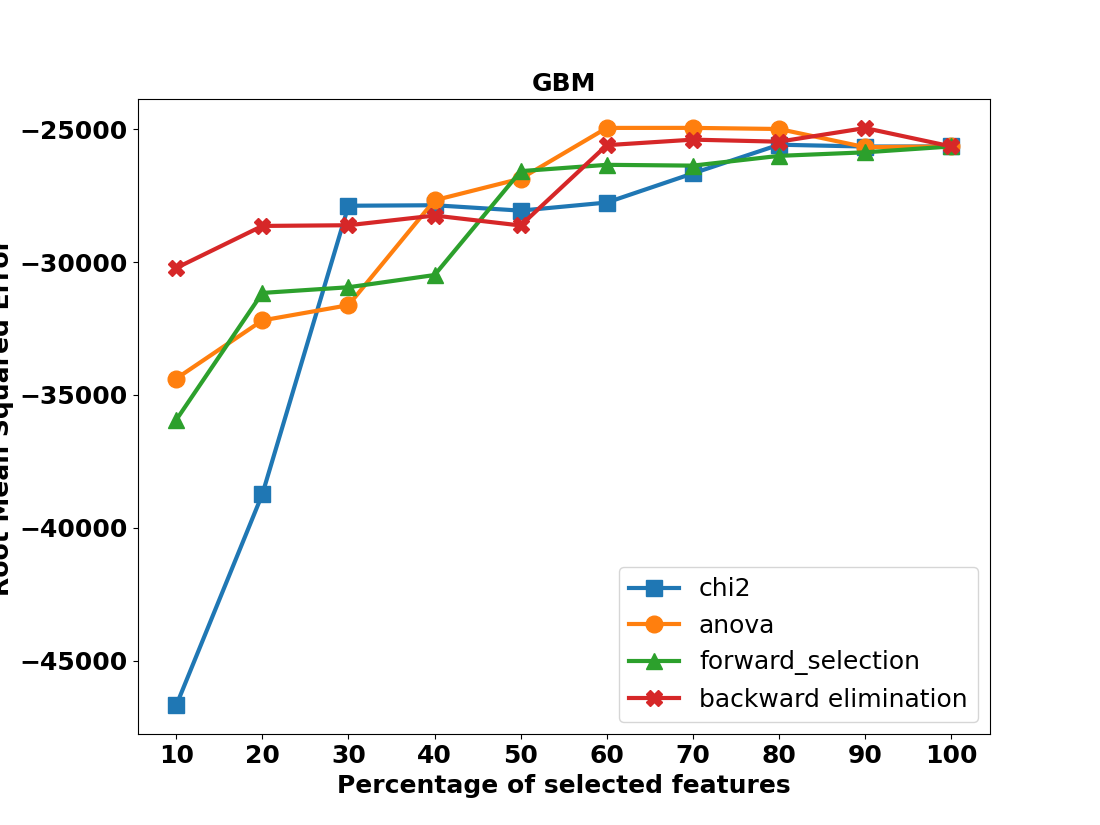 GBM
−25000
−30000
−35000
−40000
−45000
Root Mean Squared Error
10 20 30 40 50 60 70 80 90 100
Percentage of selected features
chi2
anova
forward_selection
backward elimination